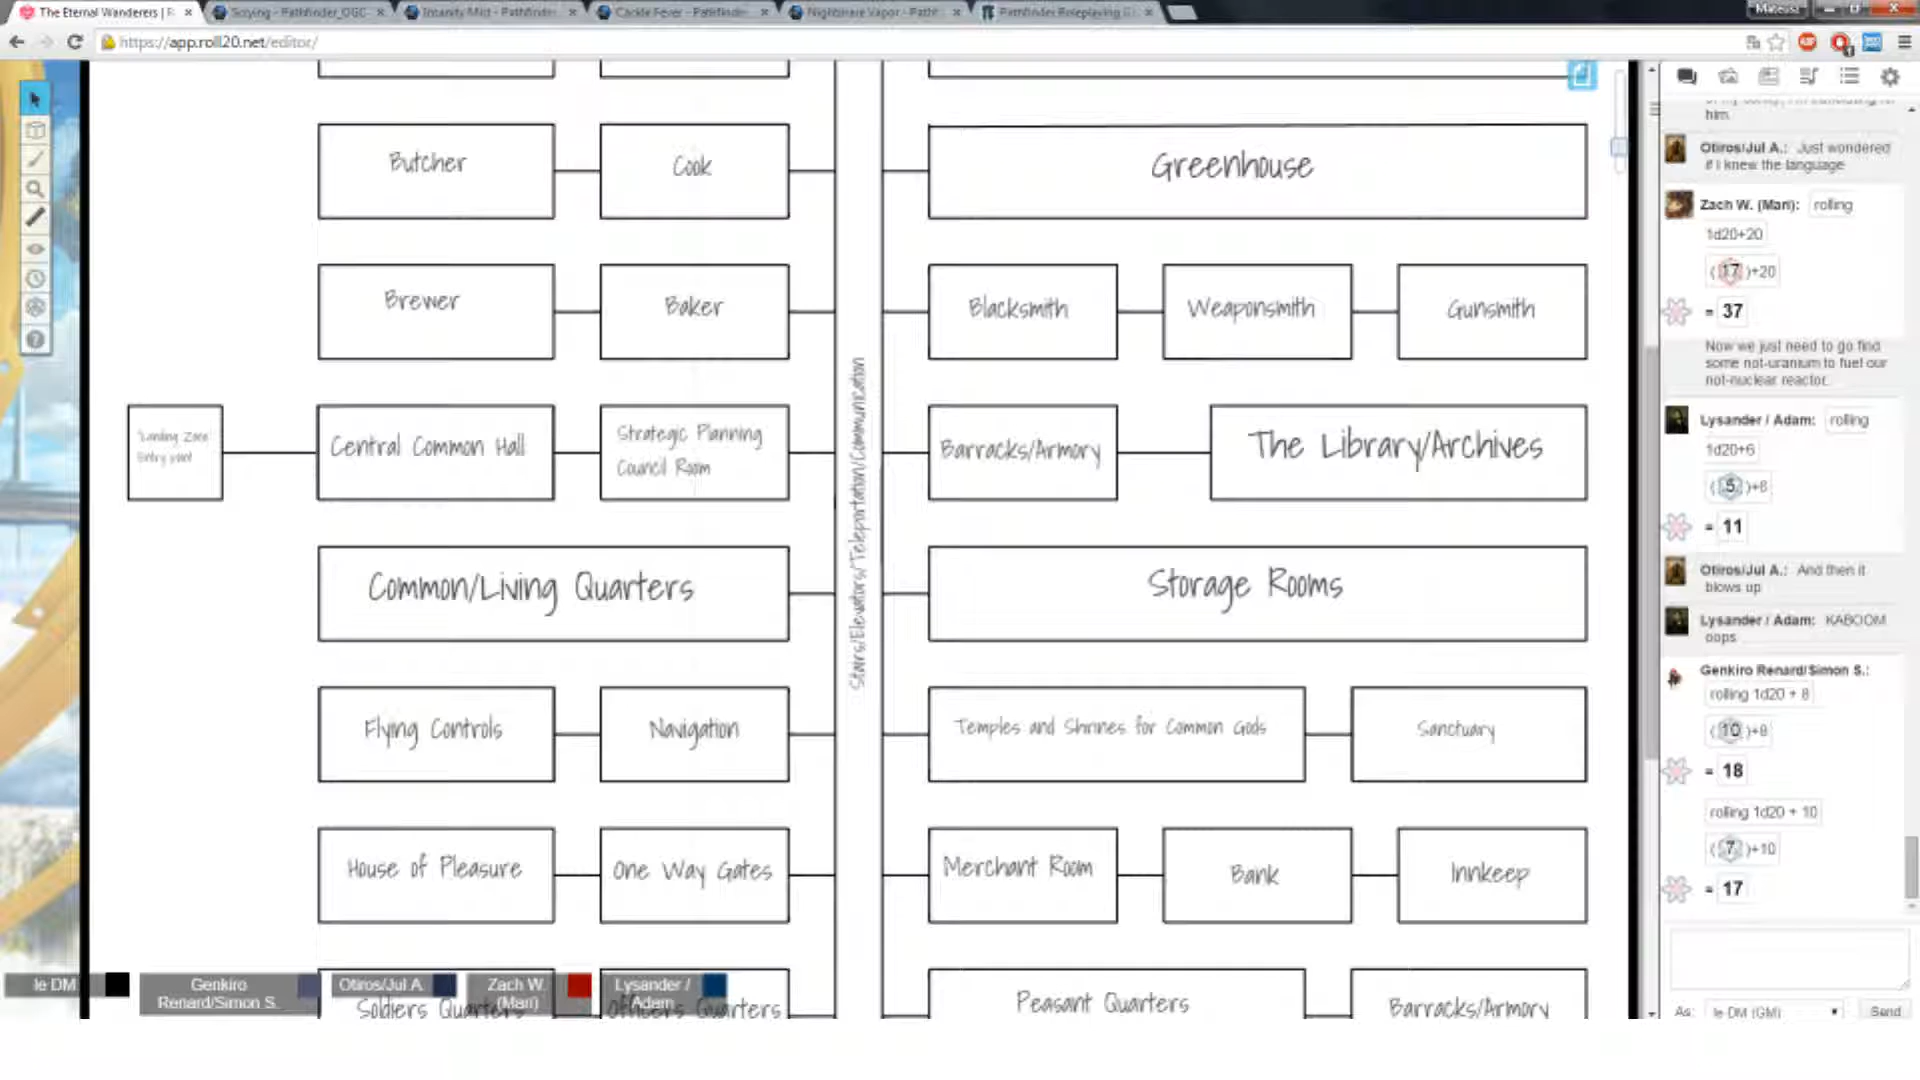 The Eternal Wanderers | R
Scrying - Pathfinder_OGC
Insanity Mist - Pathfinder
Cackle Fever - Pathfinder
Nightmare Vapor - Pathf
Pathfinder Roleplaying G
Mateusz
https://app.roll20.net/editor/
Butcher
Cook
Greenhouse
Brewer
Baker
Blacksmith
Weaponsmith
Gunsmith
"Landing Zone"
Entry point
Central Common Hall
Strategic Planning
Council Room
Stairs/Elevators/Teleportation/Communication
Barracks/Armory
The Library/Archives
Common/Living Quarters
Storage Rooms
Flying Controls
Navigation
Temples and Shrines for Common Gods
Sanctuary
House of Pleasure
One Way Gates
Merchant Room
Bank
Innkeep
Soldiers Quarters
Officers Quarters
Peasant Quarters
Barracks/Armory
le DM
Genkiro
Renard/Simon S.
Otiros/Jul A.
Zach W.
(Mari)
Lysander /
Adam
him.
Otiros/Jul A.: Just wondered
if I knew the language
Zach W. (Mari): rolling
1d20+20
(17)+20
= 37
Now we just need to go find
some not-uranium to fuel our
not-nuclear reactor.
Lysander / Adam: rolling
1d20+6
(5)+6
= 11
Otiros/Jul A.: And then it
blows up
Lysander / Adam: KABOOM
oops
Genkiro Renard/Simon S.:
rolling 1d20 + 8
(10)+8
= 18
rolling 1d20 + 10
(7)+10
= 17
As: le DM (GM)
Send